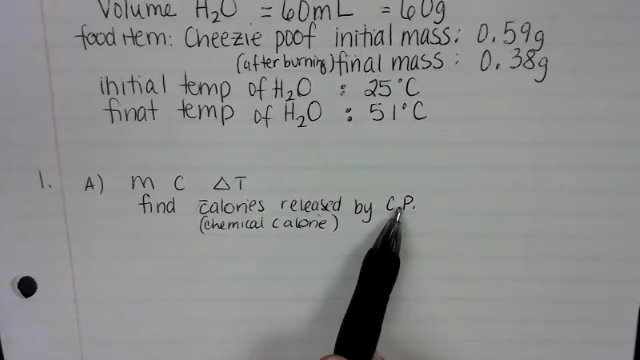 Volume H₂O = 60mL = 60g
food Item: Cheezie poof initial mass: 0.59g
(after burning) final mass: 0.38g
initial temp of H₂O : 25°C
final temp of H₂O : 51°C
1. A) m C ΔT
find calories released by C.P.
(chemical calorie)